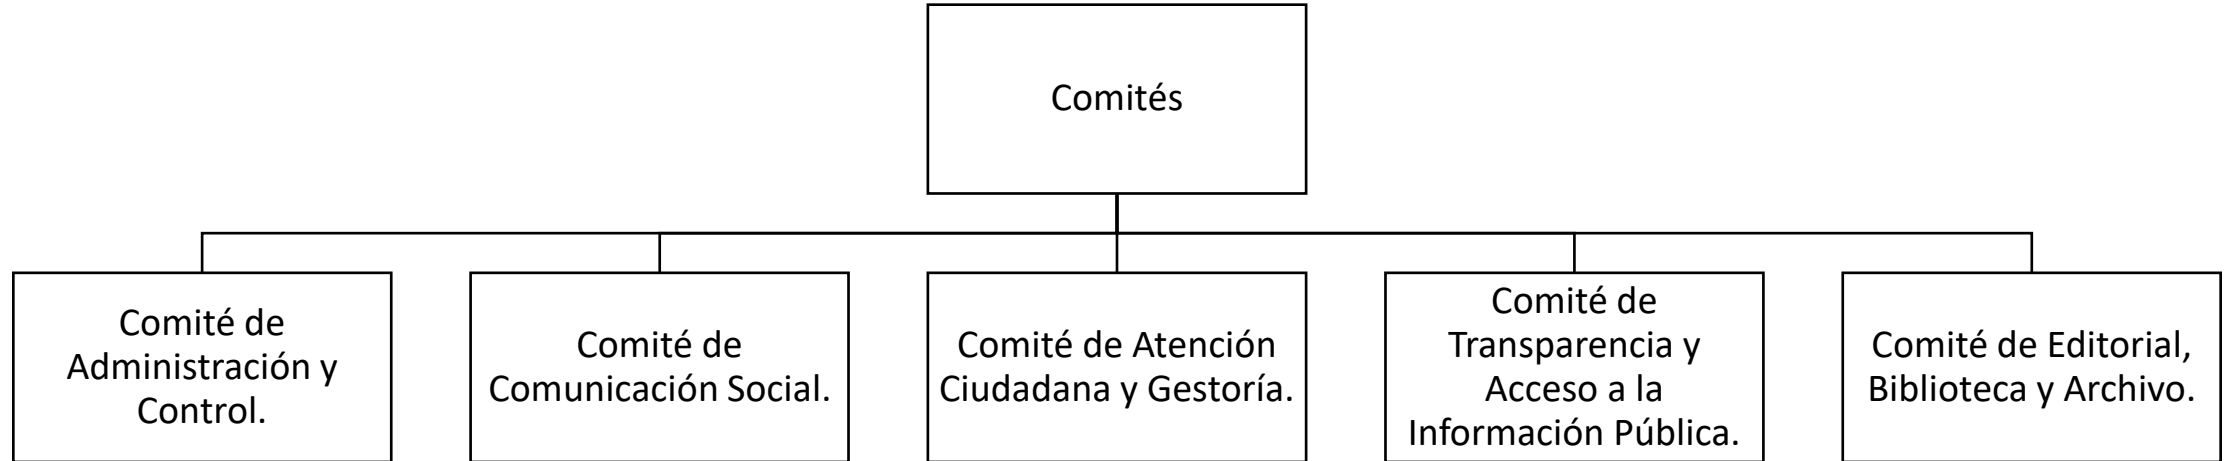 Comités
Comité de
Administración y
Control.
Comité de
Comunicación Social.
Comité de Atención
Ciudadana y Gestoría.
Comité de
Transparencia y
Acceso a la
Información Pública.
Comité de Editorial,
Biblioteca y Archivo.